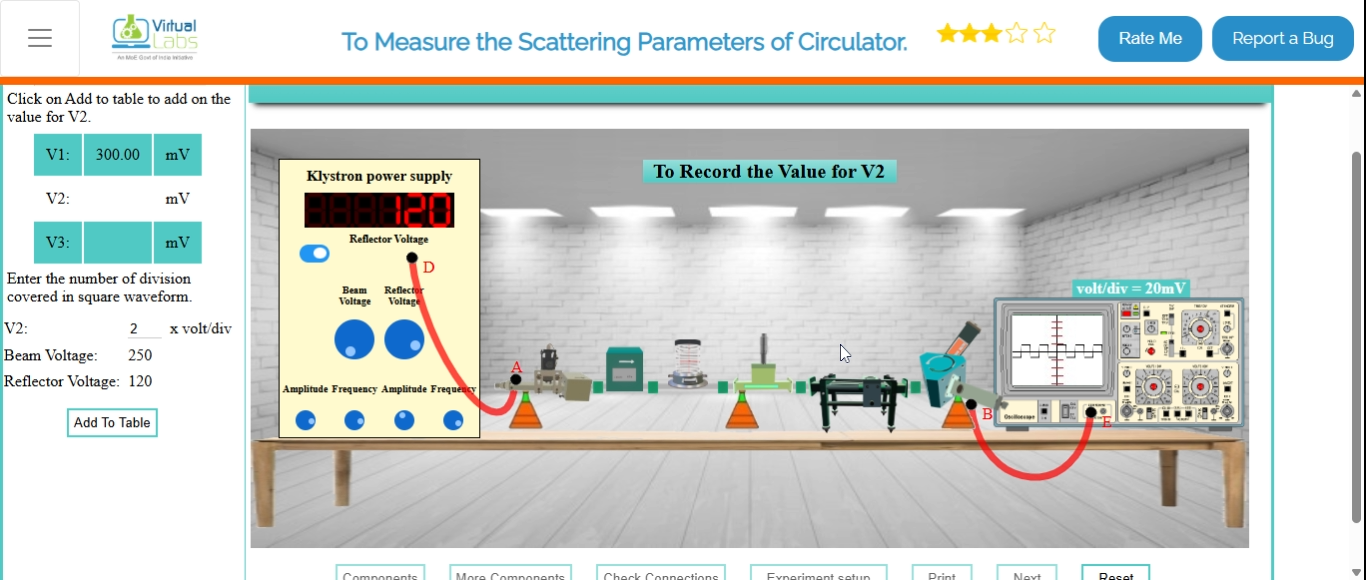 Virtual
Labs
An MoE Govt of India Initiative
To Measure the Scattering Parameters of Circulator.
Rate Me
Report a Bug
Click on Add to table to add on the
value for V2.
V1: 300.00 mV
V2: mV
V3: mV
Enter the number of division
covered in square waveform.
V2: 2 x volt/div
Beam Voltage: 250
Reflector Voltage: 120
Add To Table
Klystron power supply
120
Reflector Voltage
D
Beam Voltage
Reflector Voltage
Amplitude Frequency Amplitude Frequency
To Record the Value for V2
volt/div = 20mV
A
B
E
Oscilloscope
Components
More Components
Check Connections
Experiment setup
Print
Next
Reset